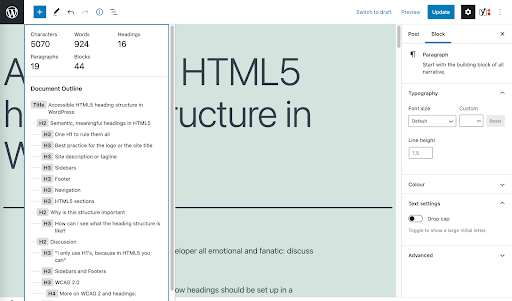 Switch to draft Preview Update
Characters Words Headings
5070 924 16
Paragraphs Blocks
19 44
Document Outline
Title Accessible HTML5 heading structure in
WordPress
H2 Semantic, meaningful headings in HTML5
H3 One H1 to rule them all
H3 Best practice for the logo or the site title
H3 Site description or tagline
H3 Sidebars
H3 Footer
H3 Navigation
H3 HTML5 sections
H2 Why is this structure important
H3 How can I see what the heading structure is
like?
H2 Discussion
H3 "I only use H1's, because in HTML5 you
can"
H3 Sidebars and Footers
H3 WCAG 2.0
H4 More on WCAG 2 and headings:
A HTML5
h ructure in
W
eloper all emotional and fanatic: discuss
ow headings should be set up in a
Post Block
Paragraph
Start with the building block of all
narrative.
Typography
Font size Custom
Default Reset
Line height
1.5
Colour
Text settings
Drop cap
Toggle to show a large initial letter.
Advanced